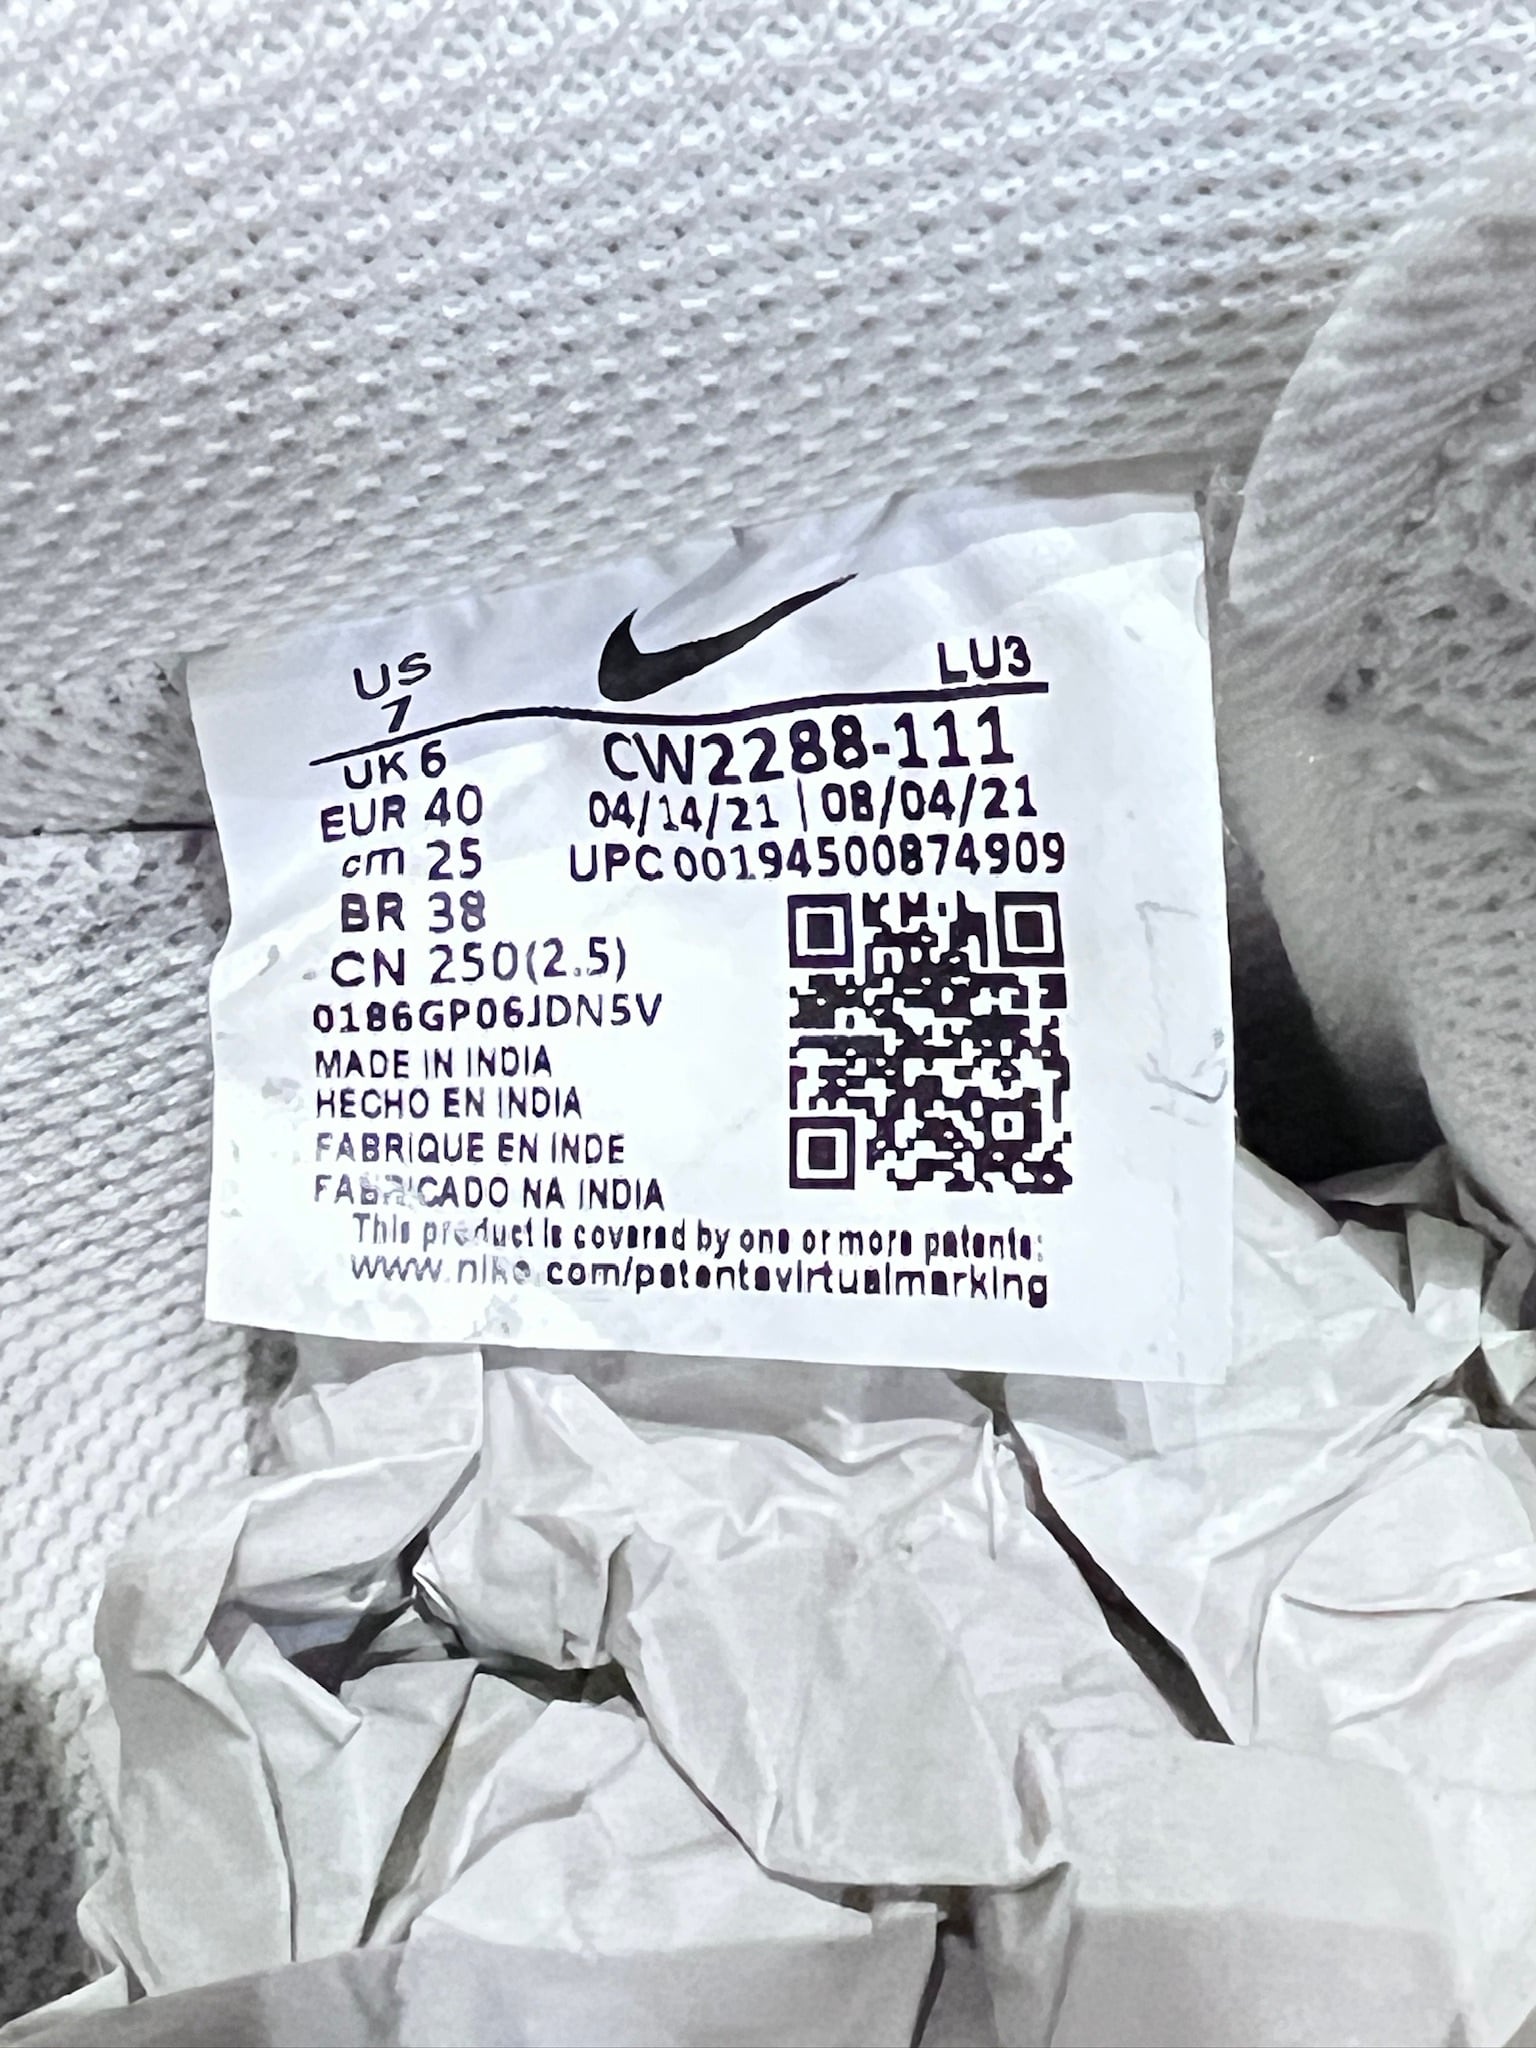 US
7
LU3
UK 6
CW2288-111
EUR 40
04/14/21 | 08/04/21
cm 25
UPC 00194500874909
BR 38
CN 250(2.5)
0186GP06JDN5V
MADE IN INDIA
HECHO EN INDIA
FABRIQUE EN INDE
FABRICADO NA INDIA
This product is covered by one or more patents:
www.nike.com/patentsvirtualmarking